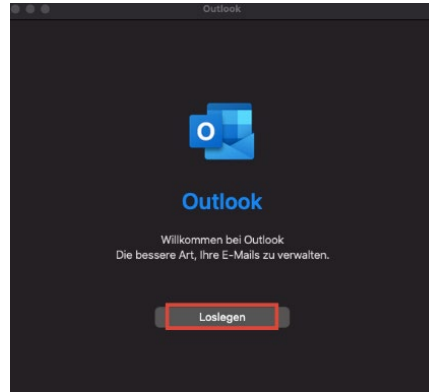 Outlook
O
Outlook
Willkommen bei Outlook
Die bessere Art, Ihre E-Mails zu verwalten.
Loslegen